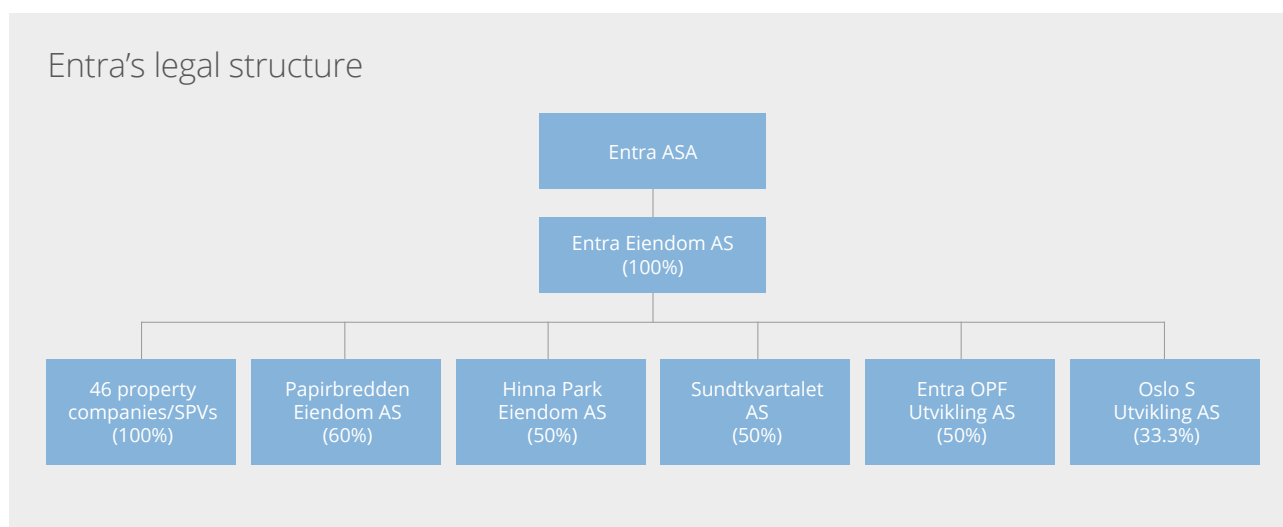 Entra’s legal structure
Entra ASA
Entra Eiendom AS
(100%)
46 property
companies/SPVs
(100%)
Papirbredden
Eiendom AS
(60%)
Hinna Park
Eiendom AS
(50%)
Sundtkvartalet
AS
(50%)
Entra OPF
Utvikling AS
(50%)
Oslo S
Utvikling AS
(33.3%)